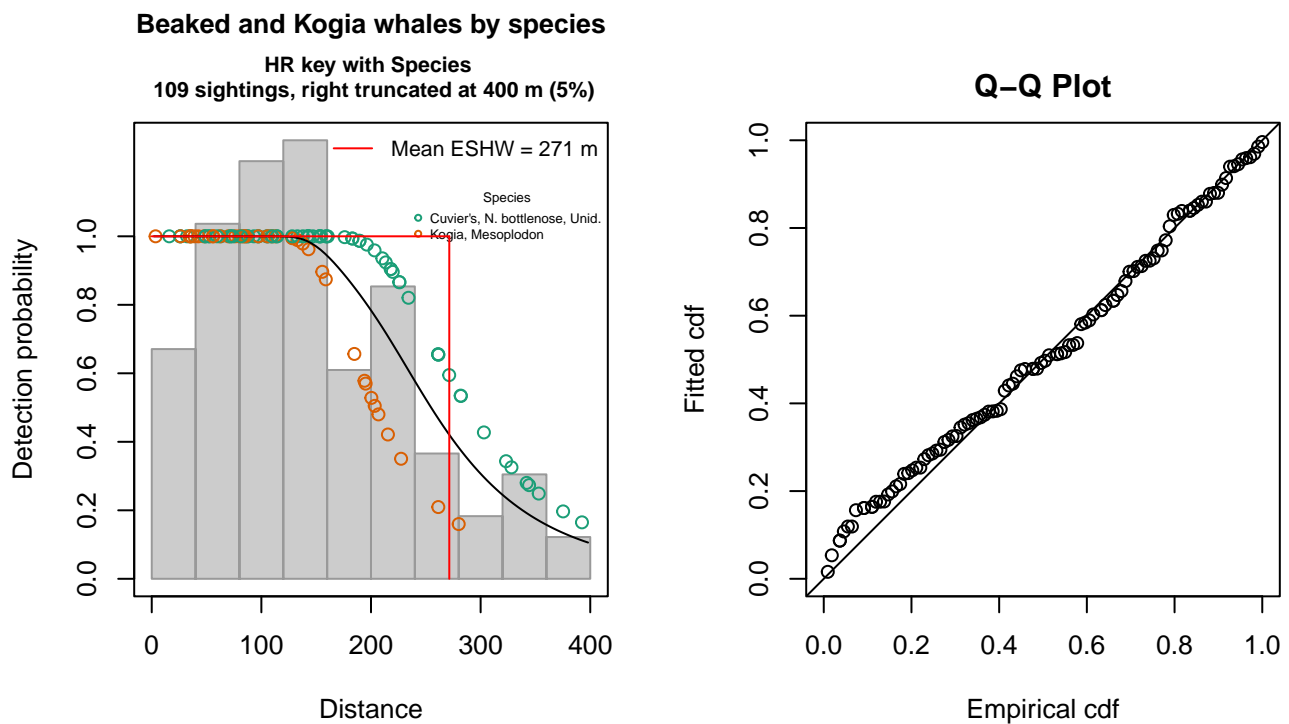 Beaked and Kogia whales by species
HR key with Species
109 sightings, right truncated at 400 m (5%)
Mean ESHW = 271 m
Species
Cuvier's, N. bottlenose, Unid.
Kogia, Mesoplodon
Detection probability
0.0
0.2
0.4
0.6
0.8
1.0
0 100 200 300 400
Distance
Q−Q Plot
Fitted cdf
0.0
0.2
0.4
0.6
0.8
1.0
0.0 0.2 0.4 0.6 0.8 1.0
Empirical cdf